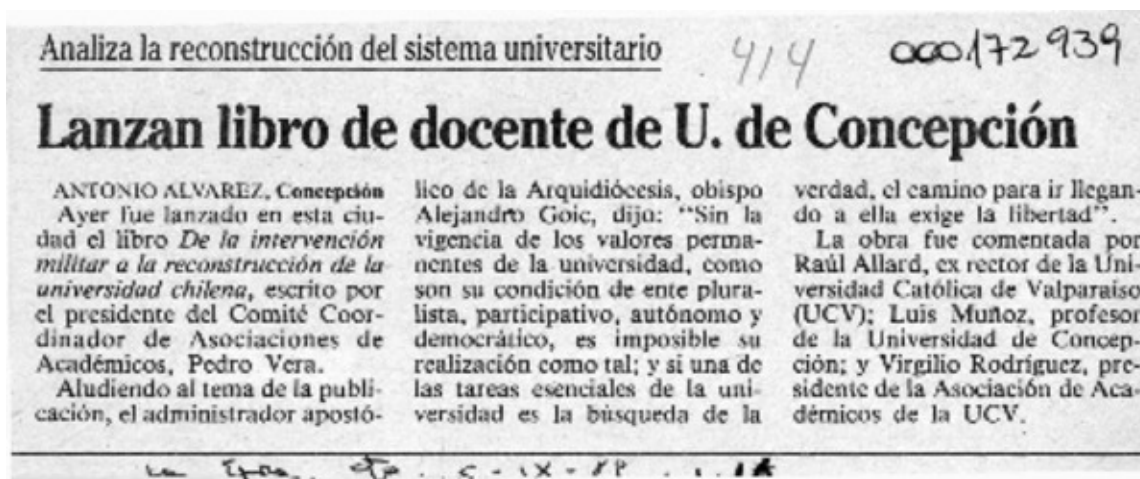 Analiza la reconstrucción del sistema universitario
414
000.172939
Lanzan libro de docente de U. de Concepción
ANTONIO ALVAREZ, Concepción
Ayer fue lanzado en esta ciu-
dad el libro De la intervención
militar a la reconstrucción de la
universidad chilena, escrito por
el presidente del Comité Coor-
dinador de Asociaciones de
Académicos, Pedro Vera.
Aludiendo al tema de la publi-
cación, el administrador apostó-
lico de la Arquidiócesis, obispo
Alejandro Goic, dijo: “Sin la
vigencia de los valores perma-
nentes de la universidad, como
son su condición de ente plura-
lista, participativo, autónomo y
democrático, es imposible su
realización como tal; y si una de
las tareas esenciales de la uni-
versidad es la búsqueda de la
verdad, el camino para ir llegan-
do a ella exige la libertad”.
La obra fue comentada por
Raúl Allard, ex rector de la Uni-
versidad Católica de Valparaíso
(UCV); Luis Muñoz, profesor
de la Universidad de Concep-
ción; y Virgilio Rodríguez, pre-
sidente de la Asociación de Aca-
démicos de la UCV.